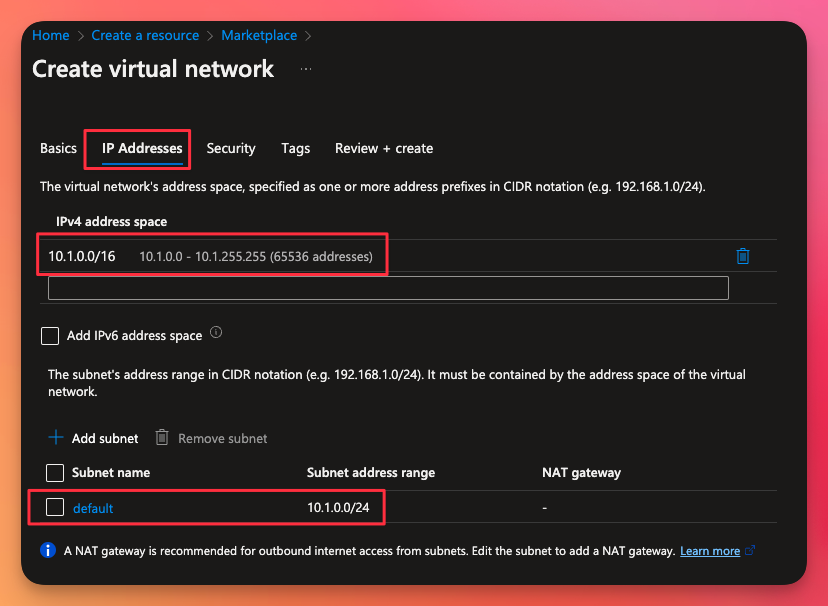 Home > Create a resource > Marketplace >
Create virtual network ...
Basics IP Addresses Security Tags Review + create
The virtual network's address space, specified as one or more address prefixes in CIDR notation (e.g. 192.168.1.0/24).
IPv4 address space
10.1.0.0/16 10.1.0.0 - 10.1.255.255 (65536 addresses)
Add IPv6 address space
The subnet's address range in CIDR notation (e.g. 192.168.1.0/24). It must be contained by the address space of the virtual
network.
+ Add subnet Remove subnet
Subnet name Subnet address range NAT gateway
default 10.1.0.0/24 -
A NAT gateway is recommended for outbound internet access from subnets. Edit the subnet to add a NAT gateway. Learn more